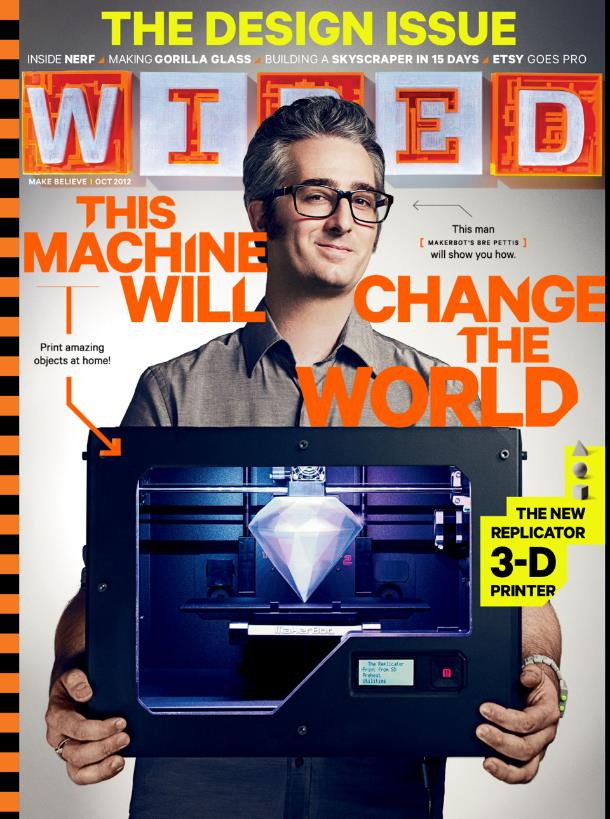 THE DESIGN ISSUE
INSIDE NERF MAKING GORILLA GLASS BUILDING A SKYSCRAPER IN 15 DAYS ETSY GOES PRO
WIRED
MAKE BELIEVE | OCT 2012
THIS
MACHINE
WILL
CHANGE
THE
WORLD
This man
[ MAKERBOT'S BRE PETTIS ]
will show you how.
Print amazing
objects at home!
THE NEW
REPLICATOR
3-D
PRINTER
MakerBot
The Replicator
Print from SD
Preheat
Utilities
M